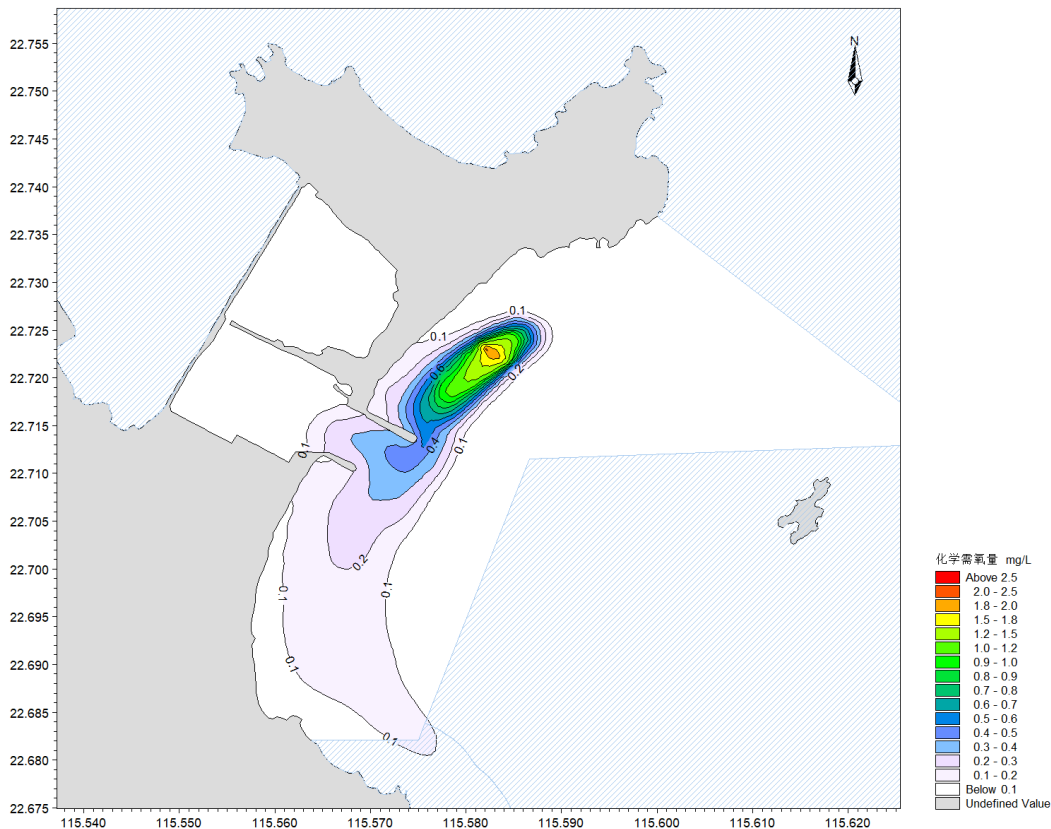 N
22.755
22.750
22.745
22.740
22.735
22.730
22.725
22.720
22.715
22.710
22.705
22.700
22.695
22.690
22.685
22.680
22.675
0.1
0.1
0.6
0.2
0.4
0.1
0.1
0.2
0.1
0.1
0.1
0.1
115.540 115.550 115.560 115.570 115.580 115.590 115.600 115.610 115.620
化学需氧量 mg/L
Above 2.5
2.0 - 2.5
1.8 - 2.0
1.5 - 1.8
1.2 - 1.5
1.0 - 1.2
0.9 - 1.0
0.8 - 0.9
0.7 - 0.8
0.6 - 0.7
0.5 - 0.6
0.4 - 0.5
0.3 - 0.4
0.2 - 0.3
0.1 - 0.2
Below 0.1
Undefined Value